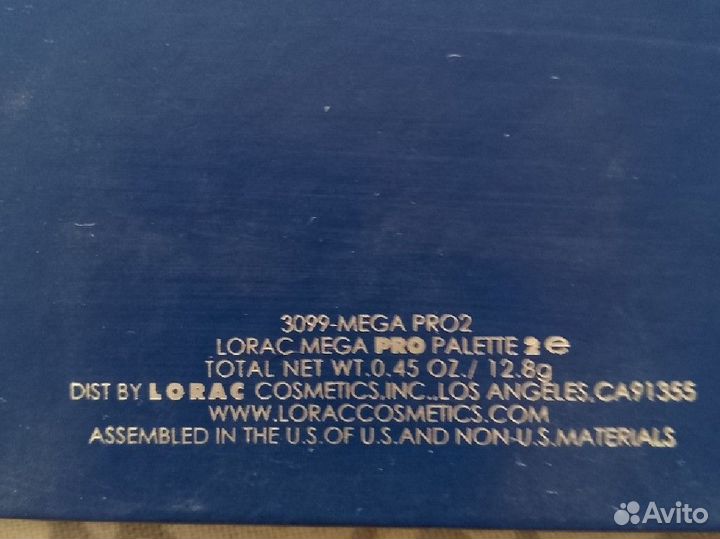 3099-MEGA PRO2
LORAC MEGA PRO PALETTE 2 ℮
TOTAL NET WT. 0.45 OZ./ 12.8g
DIST BY LORAC COSMETICS,INC., LOS ANGELES,CA91355
WWW.LORACCOSMETICS.COM
ASSEMBLED IN THE U.S.OF U.S.AND NON-U.S.MATERIALS
Avito